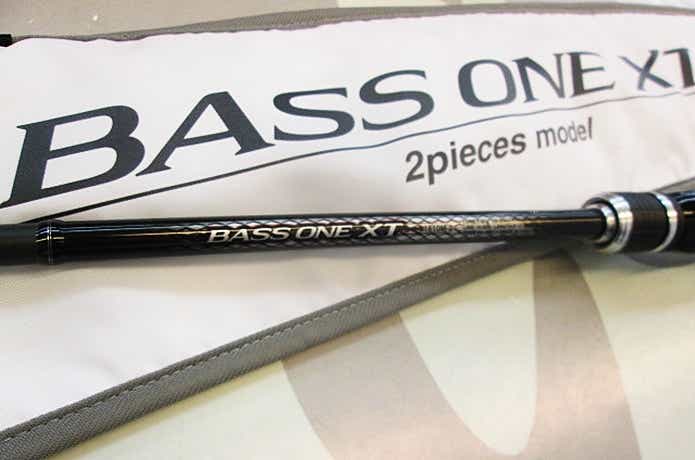 BASS ONE XT
2pieces model
BASS ONE XT